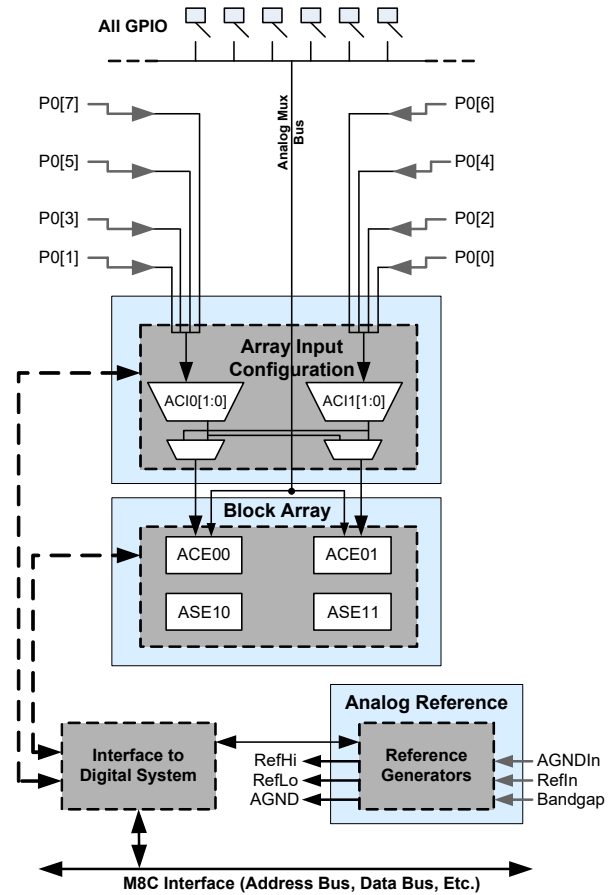 All GPIO
Analog Mux
Bus
P0[7]
P0[6]
P0[5]
P0[4]
P0[3]
P0[2]
P0[1]
P0[0]
Array Input
Configuration
ACI0[1:0]
ACI1[1:0]
Block Array
ACE00
ACE01
ASE10
ASE11
Analog Reference
Interface to
Digital System
RefHi
RefLo
AGND
Reference
Generators
AGNDIn
RefIn
Bandgap
M8C Interface (Address Bus, Data Bus, Etc.)